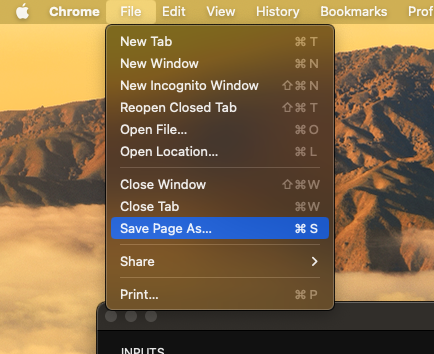 Chrome File Edit View History Bookmarks Prof
New Tab ⌘ T
New Window ⌘ N
New Incognito Window ⇧⌘ N
Reopen Closed Tab ⇧⌘ T
Open File... ⌘ O
Open Location... ⌘ L
Close Window ⇧⌘ W
Close Tab ⌘ W
Save Page As... ⌘ S
Share
Print... ⌘ P
INPUTS